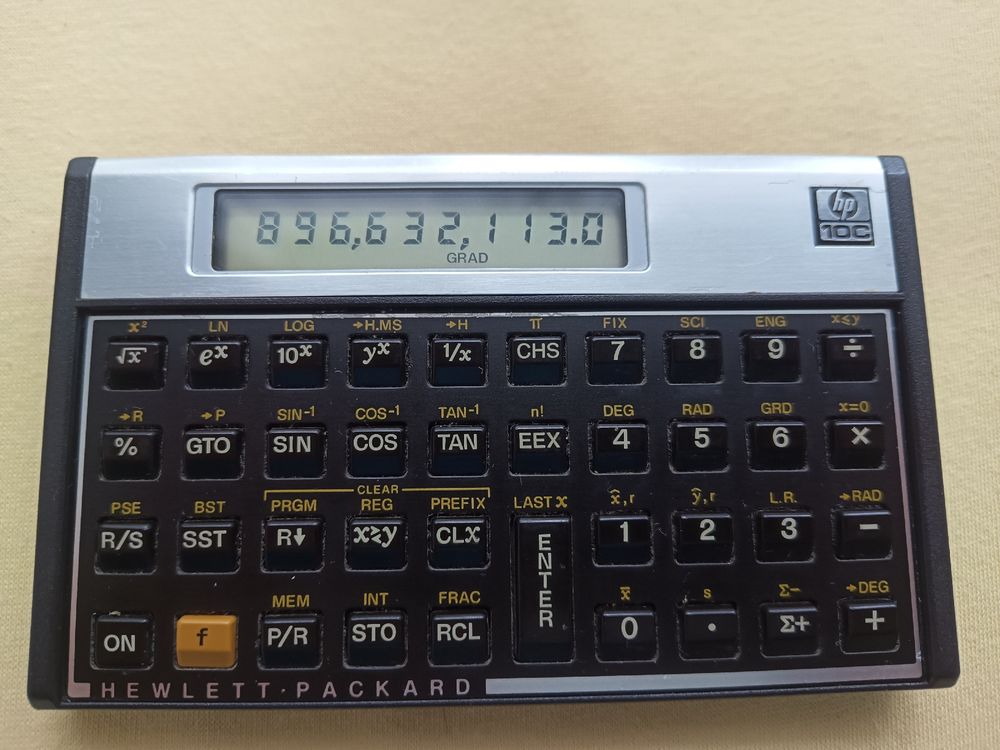 896,632,113.0
GRAD
hp
10C
x² LN LOG →H.MS →H π FIX SCI ENG x≤y
√x eˣ 10ˣ yˣ 1/x CHS 7 8 9 ÷
→R →P SIN⁻¹ COS⁻¹ TAN⁻¹ n! DEG RAD GRD x=0
% GTO SIN COS TAN EEX 4 5 6 ×
CLEAR
PSE BST PRGM REG PREFIX LAST x x̂,r ŷ,r L.R. →RAD
R/S SST R↓ x≷y CLx ENTER 1 2 3 −
MEM INT FRAC x̄ s Σ− →DEG
ON f P/R STO RCL 0 · Σ+ +
HEWLETT·PACKARD